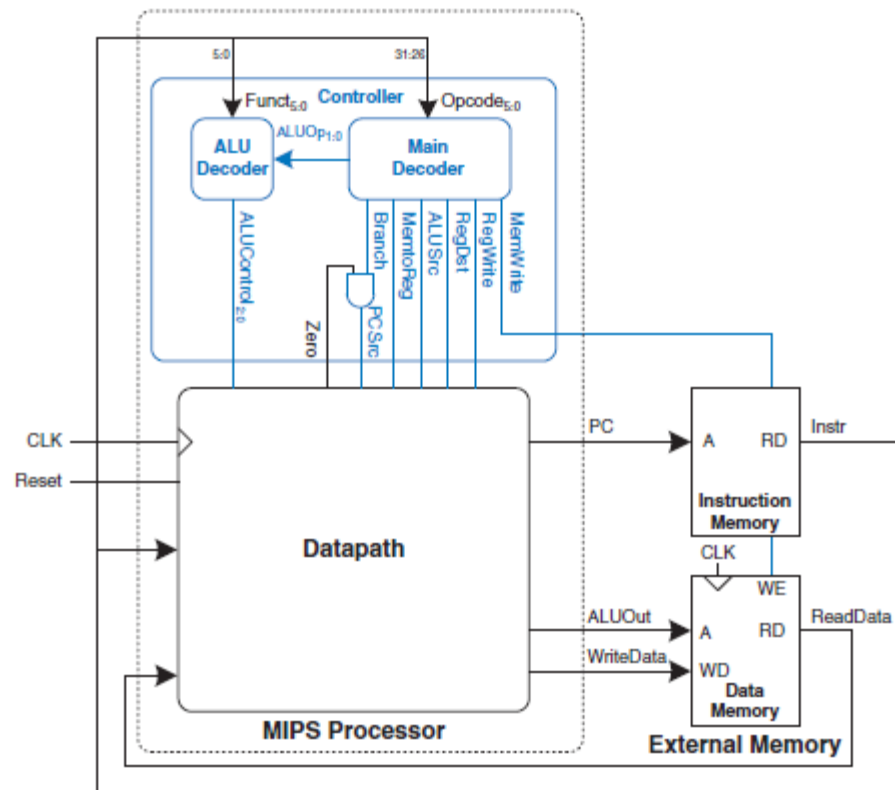 5:0
31:26
Controller
Funct5:0
Opcode5:0
ALU
Decoder
ALUOp1:0
Main
Decoder
ALUControl2:0
Branch
MemtoReg
ALUSrc
RegDst
RegWrite
MemWrite
Zero
PCSrc
CLK
Reset
PC
A
RD
Instr
Instruction
Memory
Datapath
CLK
WE
ALUOut
A
RD
ReadData
WriteData
WD
Data
Memory
MIPS Processor
External Memory